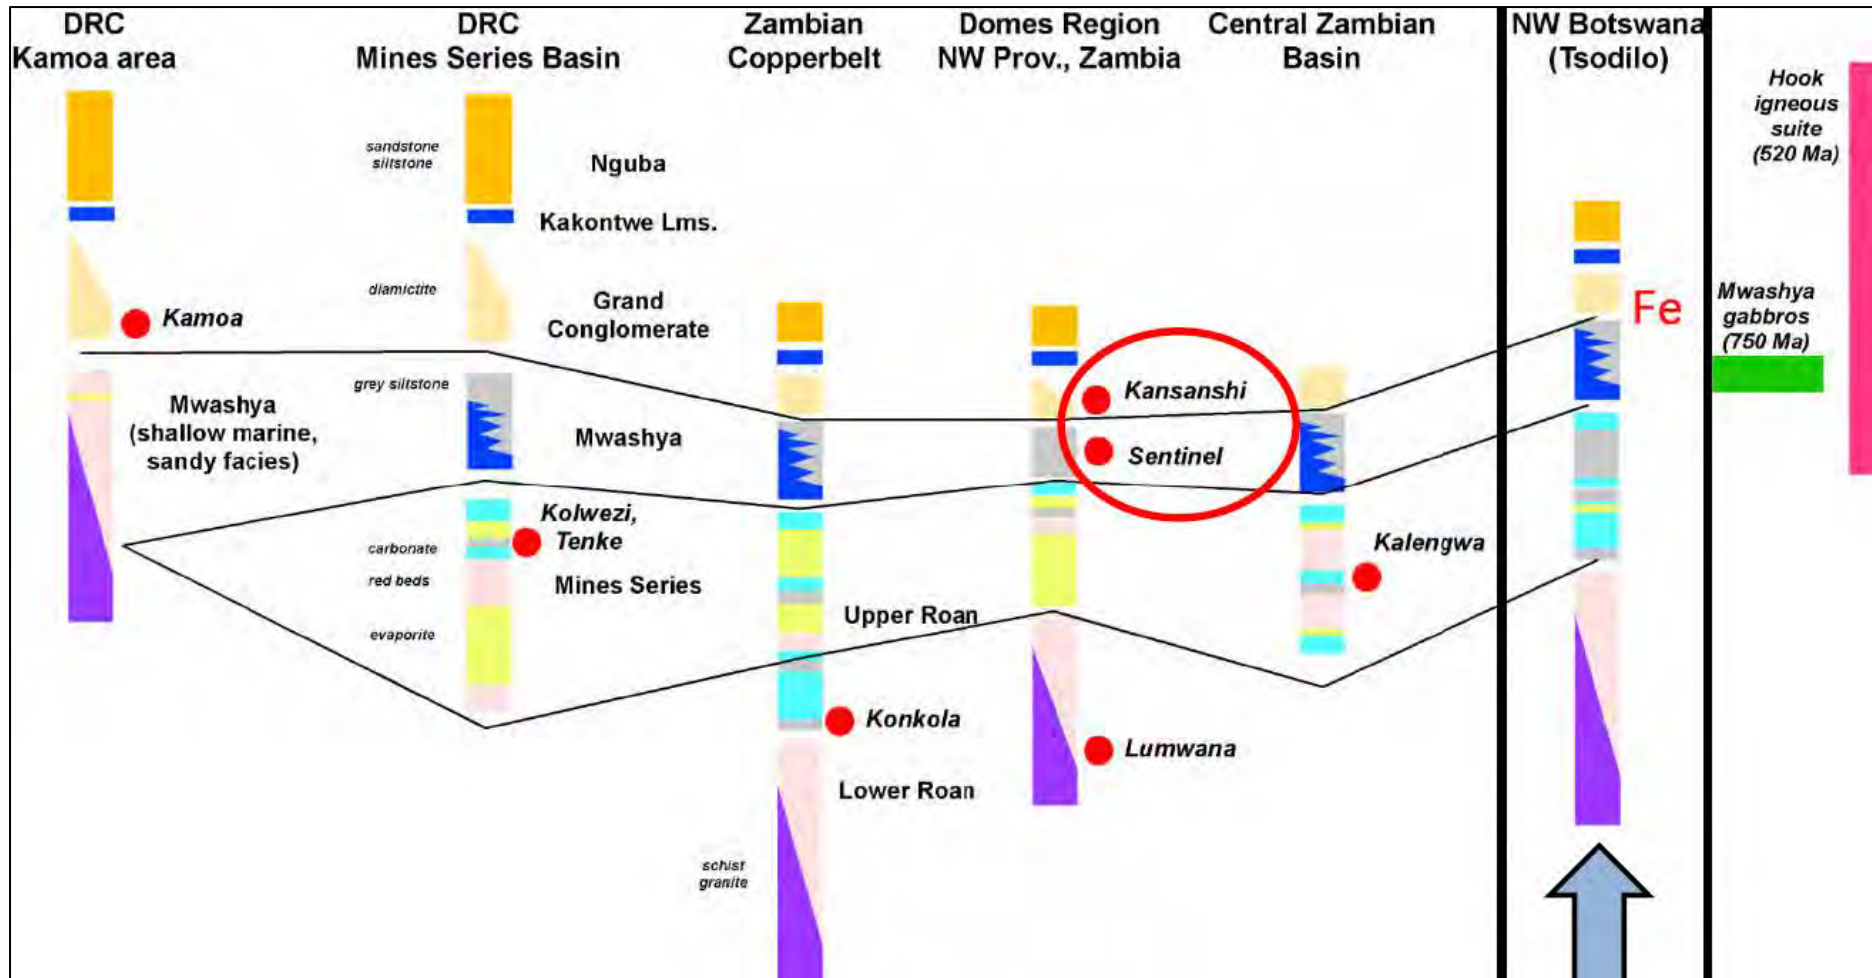 DRC
Kamoa area
DRC
Mines Series Basin
Zambian
Copperbelt
Domes Region
NW Prov., Zambia
Central Zambian
Basin
NW Botswana
(Tsodilo)
Hook
igneous
suite
(520 Ma)
sandstone
siltstone
Nguba
Kakontwe Lms.
diamictite
Grand
Conglomerate
Kamoa
Fe
Mwashya
gabbros
(750 Ma)
grey siltstone
Mwashya
(shallow marine,
sandy facies)
Mwashya
Kansanshi
Sentinel
Kolwezi,
Tenke
carbonate
red beds
Mines Series
evaporite
Kalengwa
Upper Roan
Konkola
Lumwana
Lower Roan
schist
granite